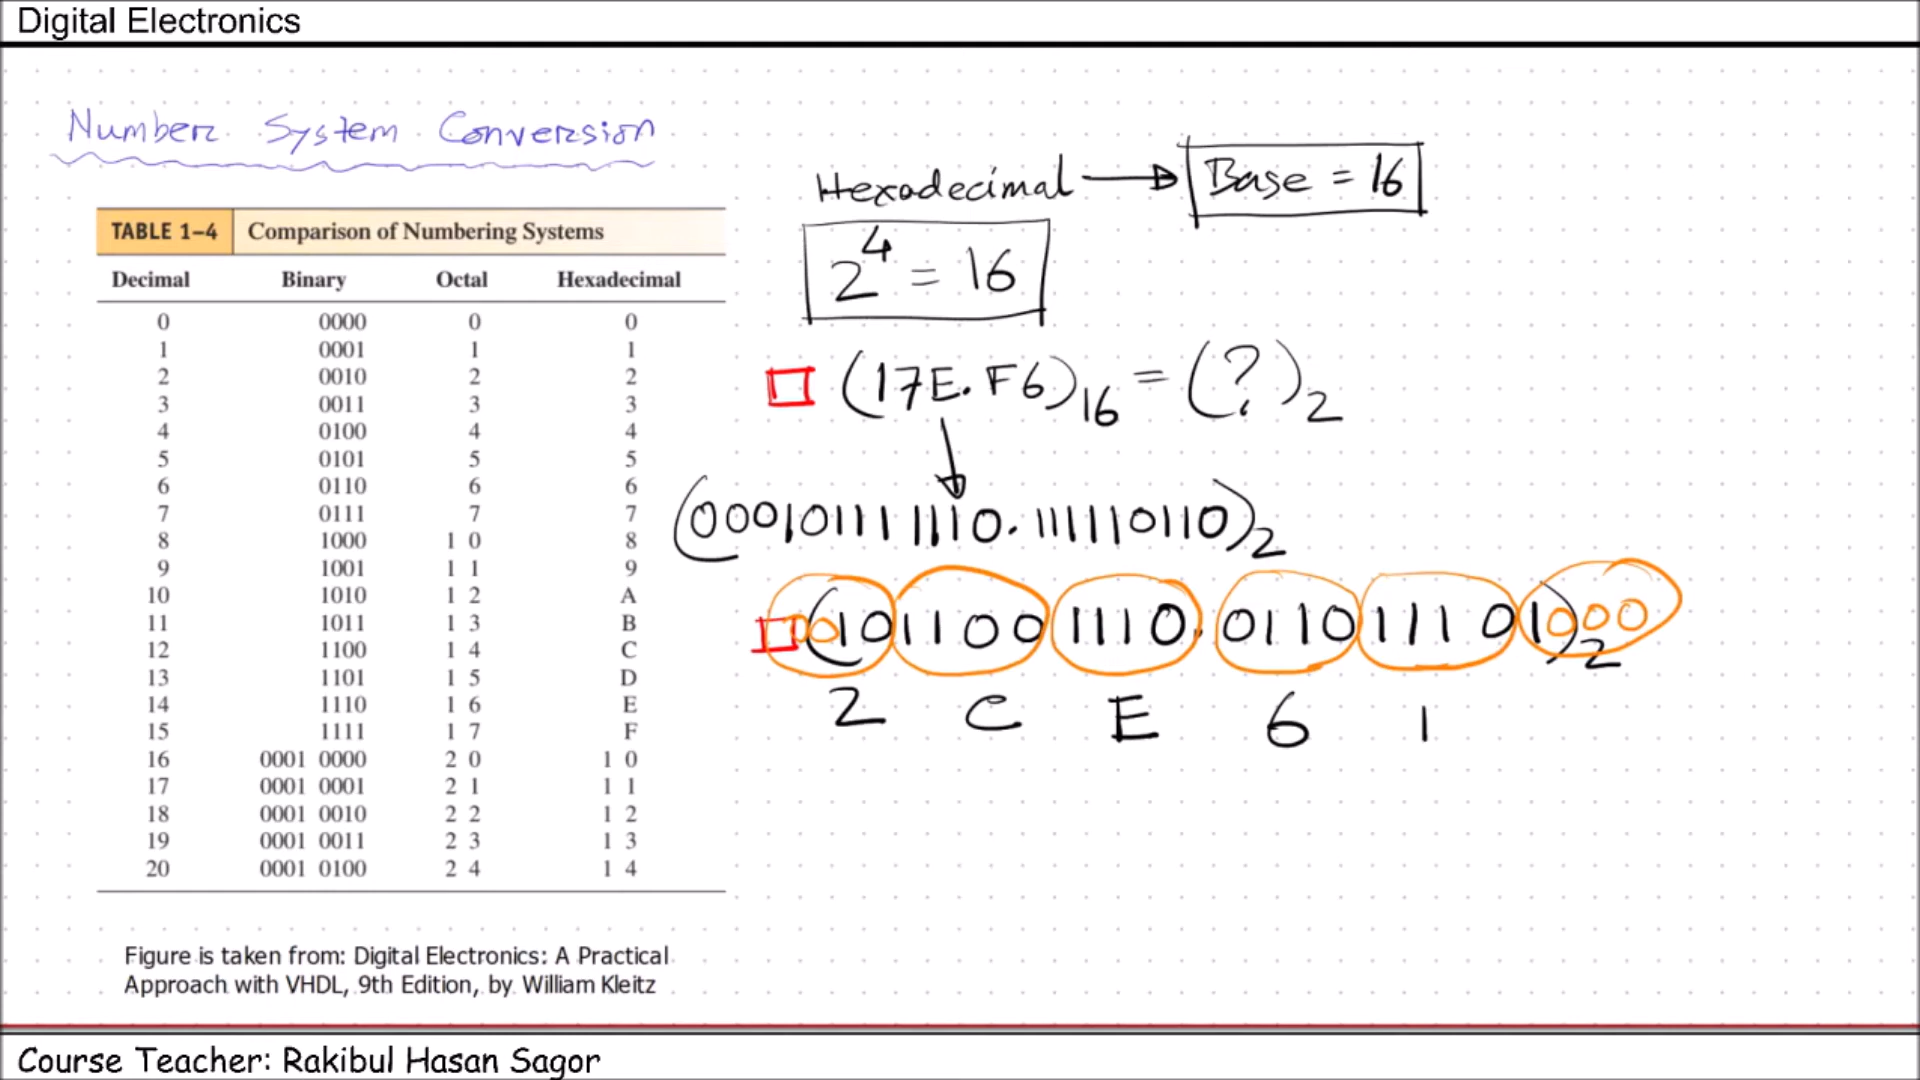 Digital Electronics
Number System Conversion
TABLE 1–4 Comparison of Numbering Systems
Decimal Binary Octal Hexadecimal
0 0000 0 0
1 0001 1 1
2 0010 2 2
3 0011 3 3
4 0100 4 4
5 0101 5 5
6 0110 6 6
7 0111 7 7
8 1000 1 0 8
9 1001 1 1 9
10 1010 1 2 A
11 1011 1 3 B
12 1100 1 4 C
13 1101 1 5 D
14 1110 1 6 E
15 1111 1 7 F
16 0001 0000 2 0 1 0
17 0001 0001 2 1 1 1
18 0001 0010 2 2 1 2
19 0001 0011 2 3 1 3
20 0001 0100 2 4 1 4
Figure is taken from: Digital Electronics: A Practical
Approach with VHDL, 9th Edition, by William Kleitz
Hexadecimal → Base = 16
2⁴ = 16
(17E.F6)₁₆ = (?)₂
(000101111110.11110110)₂
00(1011001110.011011101)₂000
2 C E 6 1
Course Teacher: Rakibul Hasan Sagor